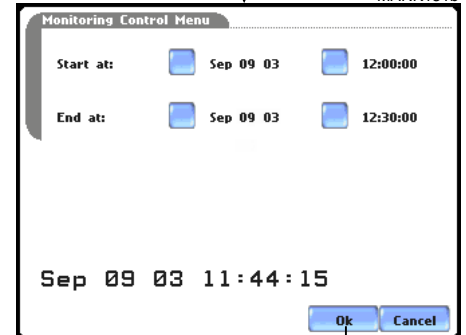 Monitoring Control Menu
Start at: Sep 09 03 12:00:00
End at: Sep 09 03 12:30:00
Sep 09 03 11:44:15
Ok Cancel